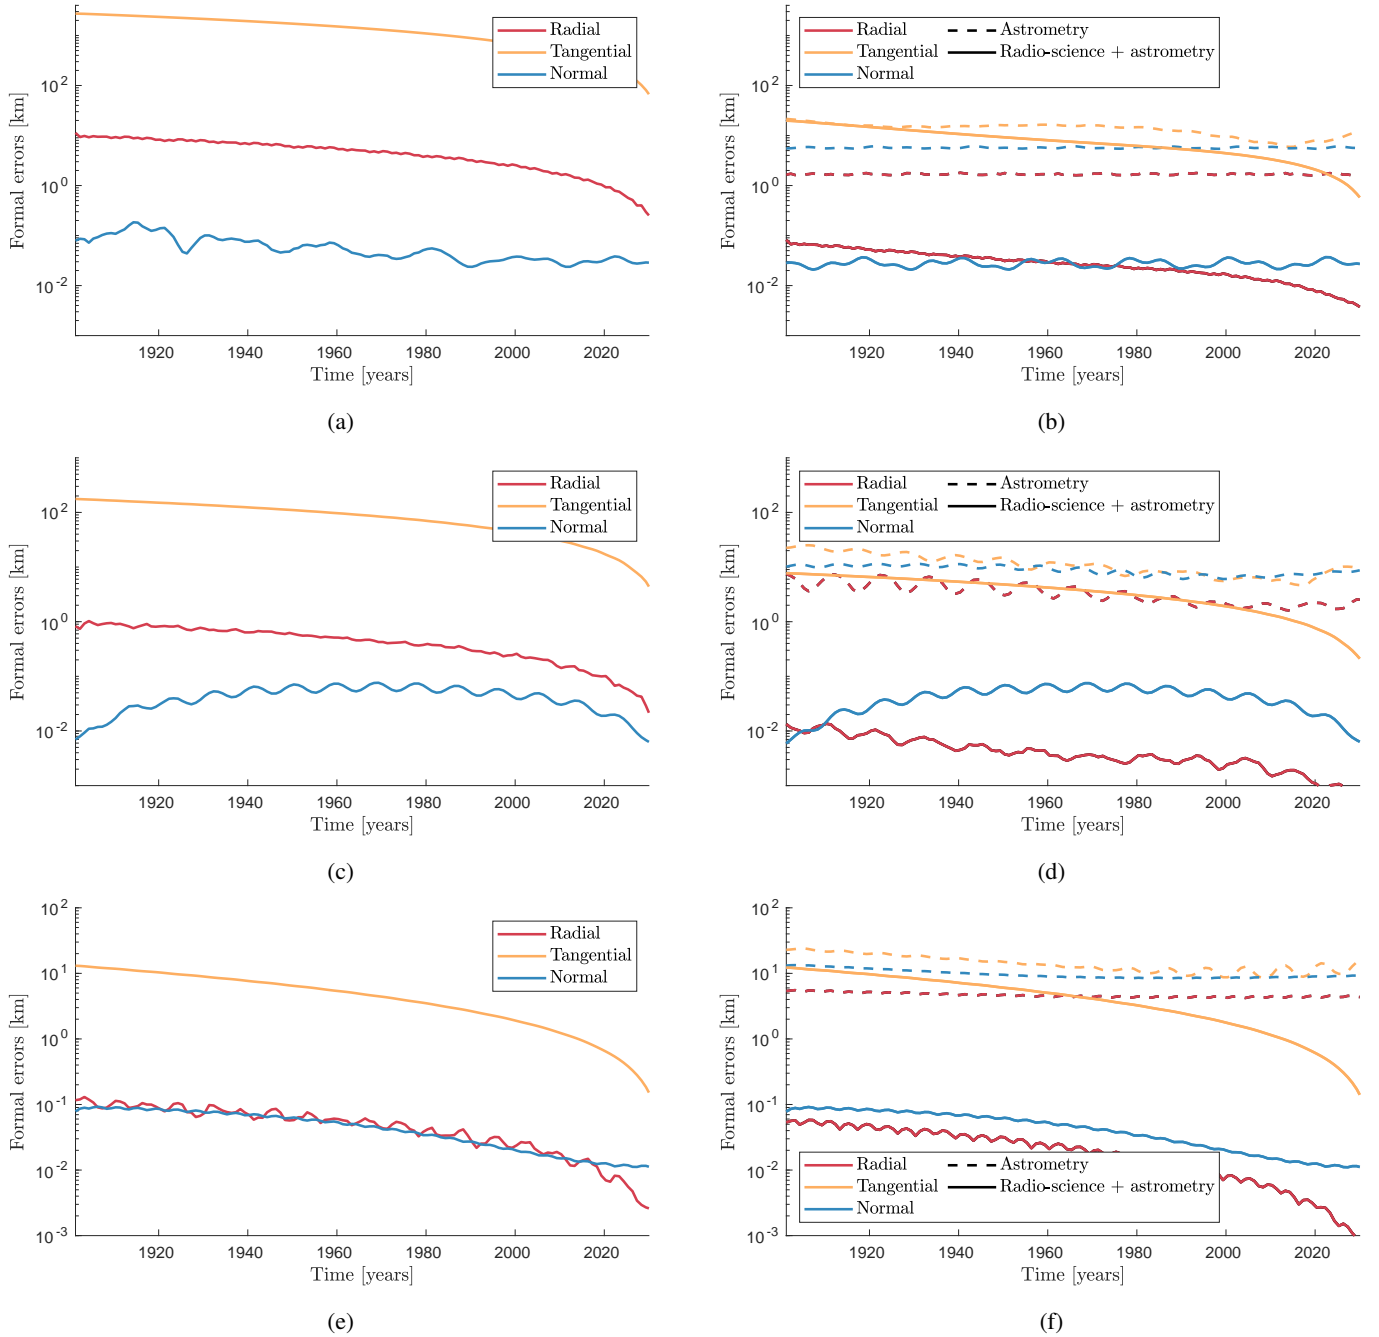 Radial
Tangential
Normal
10^2
10^0
10^-2
Formal errors [km]
1920 1940 1960 1980 2000 2020
Time [years]
(a)
Radial Astrometry
Tangential Radio-science + astrometry
Normal
10^2
10^0
10^-2
Formal errors [km]
1920 1940 1960 1980 2000 2020
Time [years]
(b)
Radial
Tangential
Normal
10^2
10^0
10^-2
Formal errors [km]
1920 1940 1960 1980 2000 2020
Time [years]
(c)
Radial Astrometry
Tangential Radio-science + astrometry
Normal
10^2
10^0
10^-2
Formal errors [km]
1920 1940 1960 1980 2000 2020
Time [years]
(d)
10^2
Radial
Tangential
Normal
10^1
10^0
10^-1
10^-2
10^-3
Formal errors [km]
1920 1940 1960 1980 2000 2020
Time [years]
(e)
10^2
10^1
10^0
10^-1
10^-2
10^-3
Formal errors [km]
Radial Astrometry
Tangential Radio-science + astrometry
Normal
1920 1940 1960 1980 2000 2020
Time [years]
(f)